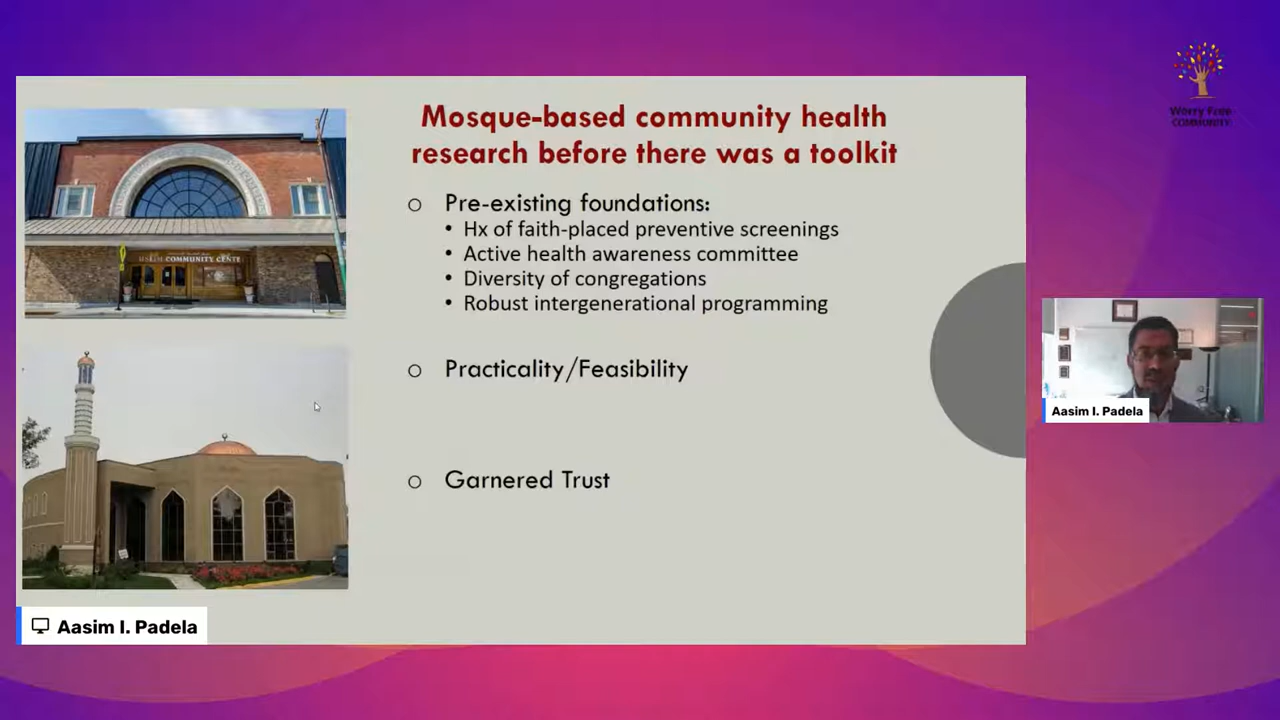 Worry Free
COMMUNITY
Mosque-based community health
research before there was a toolkit
o Pre-existing foundations:
• Hx of faith-placed preventive screenings
• Active health awareness committee
• Diversity of congregations
• Robust intergenerational programming
o Practicality/Feasibility
o Garnered Trust
COMMUNITY CENTE
Aasim I. Padela
Aasim I. Padela